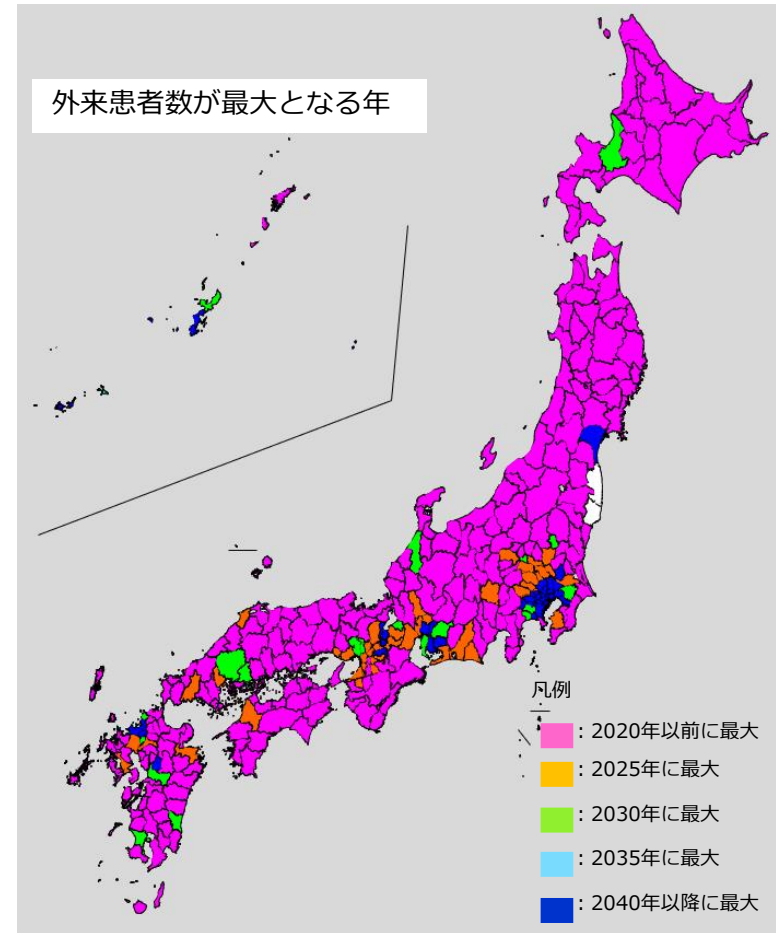 外来患者数が最大となる年
凡例
：2020年以前に最大
：2025年に最大
：2030年に最大
：2035年に最大
：2040年以降に最大